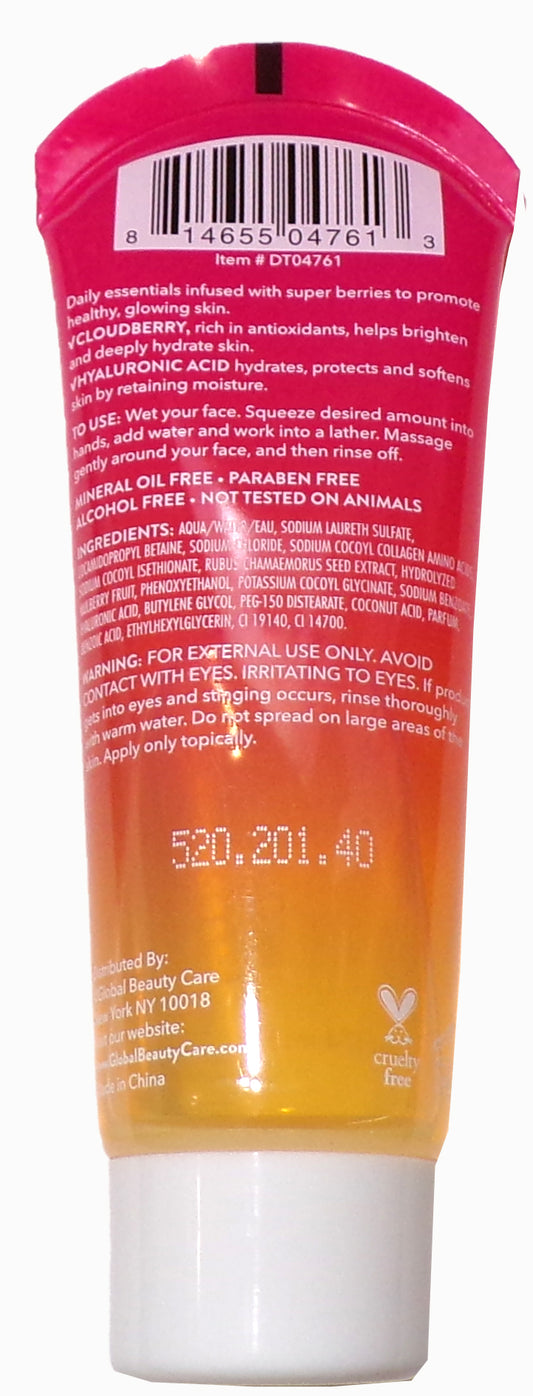 8 14655 04761 3
Item # DT04761
Daily essentials infused with super berries to promote
healthy, glowing skin.
√CLOUDBERRY, rich in antioxidants, helps brighten
and deeply hydrate skin.
√HYALURONIC ACID hydrates, protects and softens
skin by retaining moisture.
TO USE: Wet your face. Squeeze desired amount into
hands, add water and work into a lather. Massage
gently around your face, and then rinse off.
MINERAL OIL FREE • PARABEN FREE
ALCOHOL FREE • NOT TESTED ON ANIMALS
INGREDIENTS: AQUA/WATER/EAU, SODIUM LAURETH SULFATE,
COCAMIDOPROPYL BETAINE, SODIUM CHLORIDE, SODIUM COCOYL COLLAGEN AMINO ACIDS,
SODIUM COCOYL ISETHIONATE, RUBUS CHAMAEMORUS SEED EXTRACT, HYDROLYZED
MULBERRY FRUIT, PHENOXYETHANOL, POTASSIUM COCOYL GLYCINATE, SODIUM BENZOATE,
HYALURONIC ACID, BUTYLENE GLYCOL, PEG-150 DISTEARATE, COCONUT ACID, PARFUM,
BENZOIC ACID, ETHYLHEXYLGLYCERIN, CI 19140, CI 14700.
WARNING: FOR EXTERNAL USE ONLY. AVOID
CONTACT WITH EYES. IRRITATING TO EYES. If product
gets into eyes and stinging occurs, rinse thoroughly
with warm water. Do not spread on large areas of the
skin. Apply only topically.
520.201.40
Distributed By:
Global Beauty Care
New York NY 10018
Visit our website:
www.GlobalBeautyCare.com
Made in China
cruelty
free